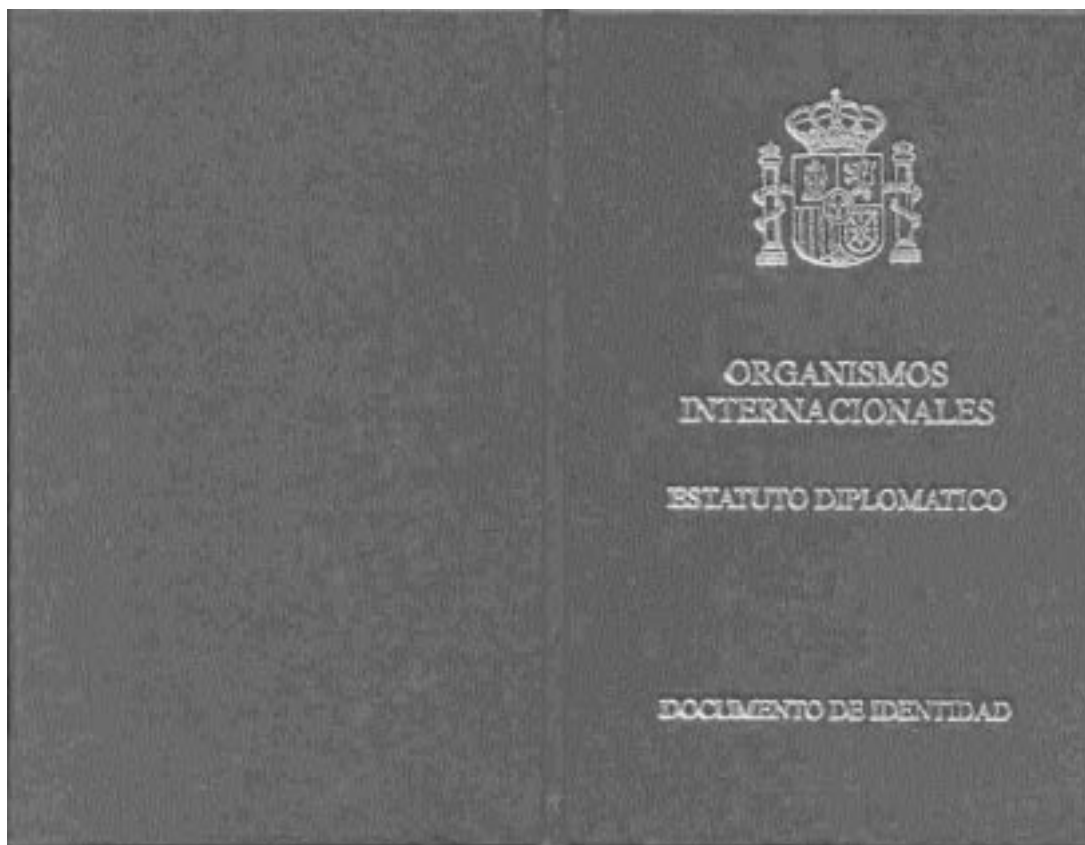 ORGANISMOS
INTERNACIONALES
ESTATUTO DIPLOMATICO
DOCUMENTO DE IDENTIDAD